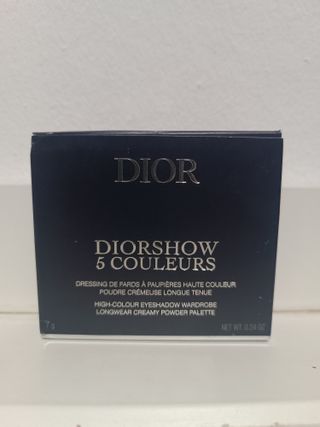 DIOR
DIORSHOW
5 COULEURS
DRESSING DE FARDS À PAUPIÈRES HAUTE COULEUR
POUDRE CRÉMEUSE LONGUE TENUE
HIGH-COLOUR EYESHADOW WARDROBE
LONGWEAR CREAMY POWDER PALETTE
7 g NET WT. 0.24 OZ